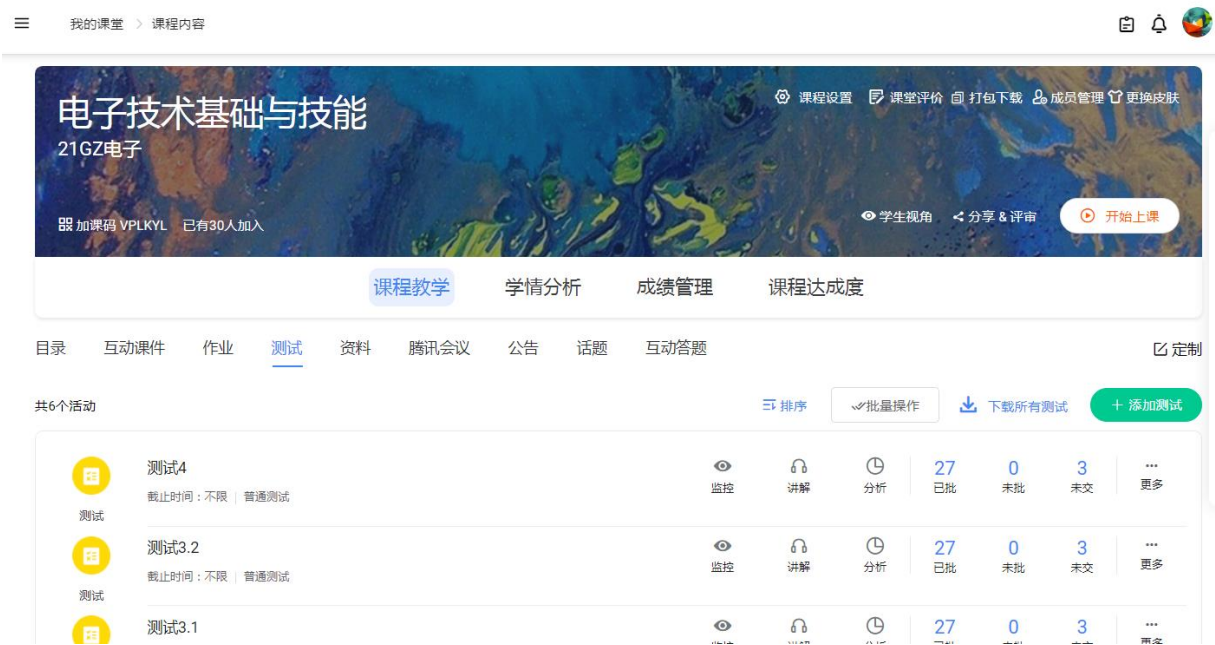 我的课堂 > 课程内容
电子技术基础与技能
课程设置 课堂评价 打包下载 成员管理 更换皮肤
21GZ电子
加课码 VPLKYL 已有30人加入
学生视角 分享 & 评审 开始上课
课程教学 学情分析 成绩管理 课程达成度
目录 互动课件 作业 测试 资料 腾讯会议 公告 话题 互动答题 定制
共6个活动 排序 批量操作 下载所有测试 + 添加测试
测试4
截止时间：不限 | 普通测试
测试
监控 讲解 分析 27 已批 0 未批 3 未交 ··· 更多
测试3.2
截止时间：不限 | 普通测试
测试
监控 讲解 分析 27 已批 0 未批 3 未交 ··· 更多
测试3.1
27 0 3 ···